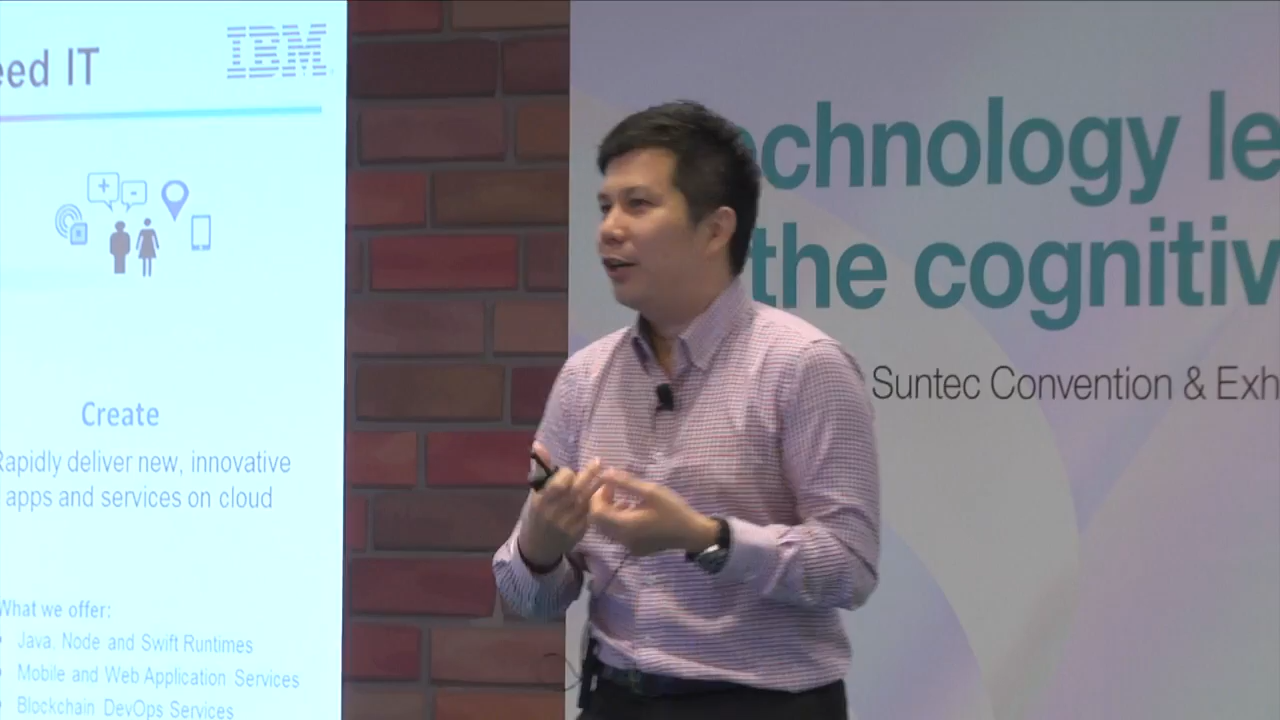 eed IT
IBM
Create
Rapidly deliver new, innovative
apps and services on cloud
What we offer:
Java, Node and Swift Runtimes
Mobile and Web Application Services
Blockchain DevOps Services
echnology le
the cognitiv
Suntec Convention & Exh